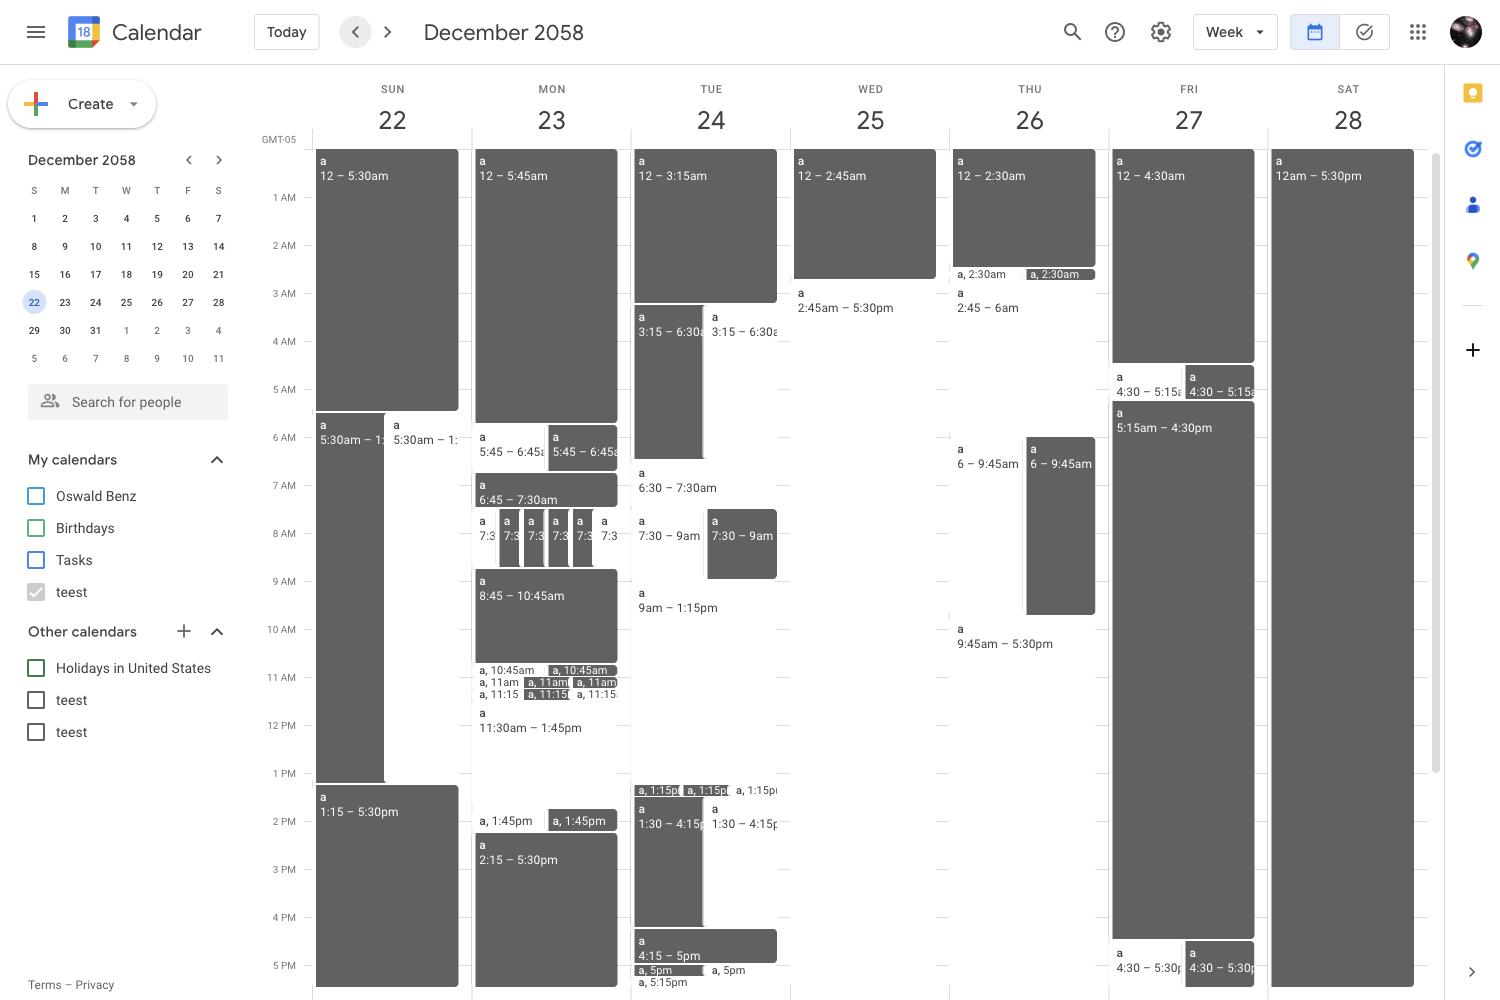 18 Calendar Today December 2058 Week
Create
December 2058
S M T W T F S
1 2 3 4 5 6 7
8 9 10 11 12 13 14
15 16 17 18 19 20 21
22 23 24 25 26 27 28
29 30 31 1 2 3 4
5 6 7 8 9 10 11
Search for people
My calendars
Oswald Benz
Birthdays
Tasks
teest
Other calendars
Holidays in United States
teest
teest
Terms – Privacy
SUN MON TUE WED THU FRI SAT
22 23 24 25 26 27 28
GMT-05
1 AM
2 AM
3 AM
4 AM
5 AM
6 AM
7 AM
8 AM
9 AM
10 AM
11 AM
12 PM
1 PM
2 PM
3 PM
4 PM
5 PM
a
12 – 5:30am
a
5:30am – 1:
a
5:30am – 1:
a
1:15 – 5:30pm
a
12 – 5:45am
a
5:45 – 6:45a
a
5:45 – 6:45a
a
6:45 – 7:30am
a a a a a a
7:3 7:3 7:3 7:3 7:3 7:3
a
8:45 – 10:45am
a, 10:45am a, 10:45am
a, 11am a, 11am a, 11am
a, 11:15 a, 11:15 a, 11:15
a
11:30am – 1:45pm
a, 1:45pm a, 1:45pm
a
2:15 – 5:30pm
a
12 – 3:15am
a
3:15 – 6:30a
a
3:15 – 6:30a
a
6:30 – 7:30am
a
7:30 – 9am
a
7:30 – 9am
a
9am – 1:15pm
a, 1:15p a, 1:15p a, 1:15p
a
1:30 – 4:15p
a
1:30 – 4:15p
a
4:15 – 5pm
a, 5pm a, 5pm
a, 5:15pm
a
12 – 2:45am
a
2:45am – 5:30pm
a
12 – 2:30am
a, 2:30am a, 2:30am
a
2:45 – 6am
a
6 – 9:45am
a
6 – 9:45am
a
9:45am – 5:30pm
a
12 – 4:30am
a
4:30 – 5:15a
a
4:30 – 5:15a
a
5:15am – 4:30pm
a
4:30 – 5:30p
a
4:30 – 5:30p
a
12am – 5:30pm